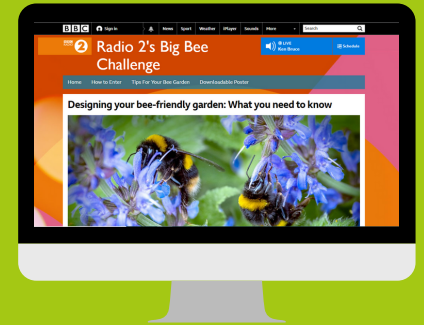 BBC Sign in News Sport Weather iPlayer Sounds More Search
2 Radio 2's Big Bee
Challenge
LIVE
Ken Bruce
Schedule
Home How to Enter Tips For Your Bee Garden Downloadable Poster
Designing your bee-friendly garden: What you need to know